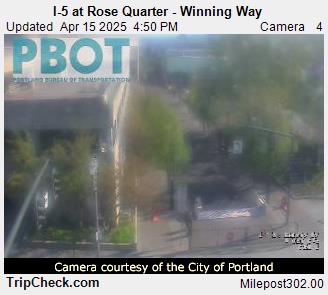 I-5 at Rose Quarter - Winning Way
Updated Apr 15 2025 4:50 PM Camera 4
PBOT
PORTLAND BUREAU OF TRANSPORTATION
Camera courtesy of the City of Portland
TripCheck.com Milepost302.00